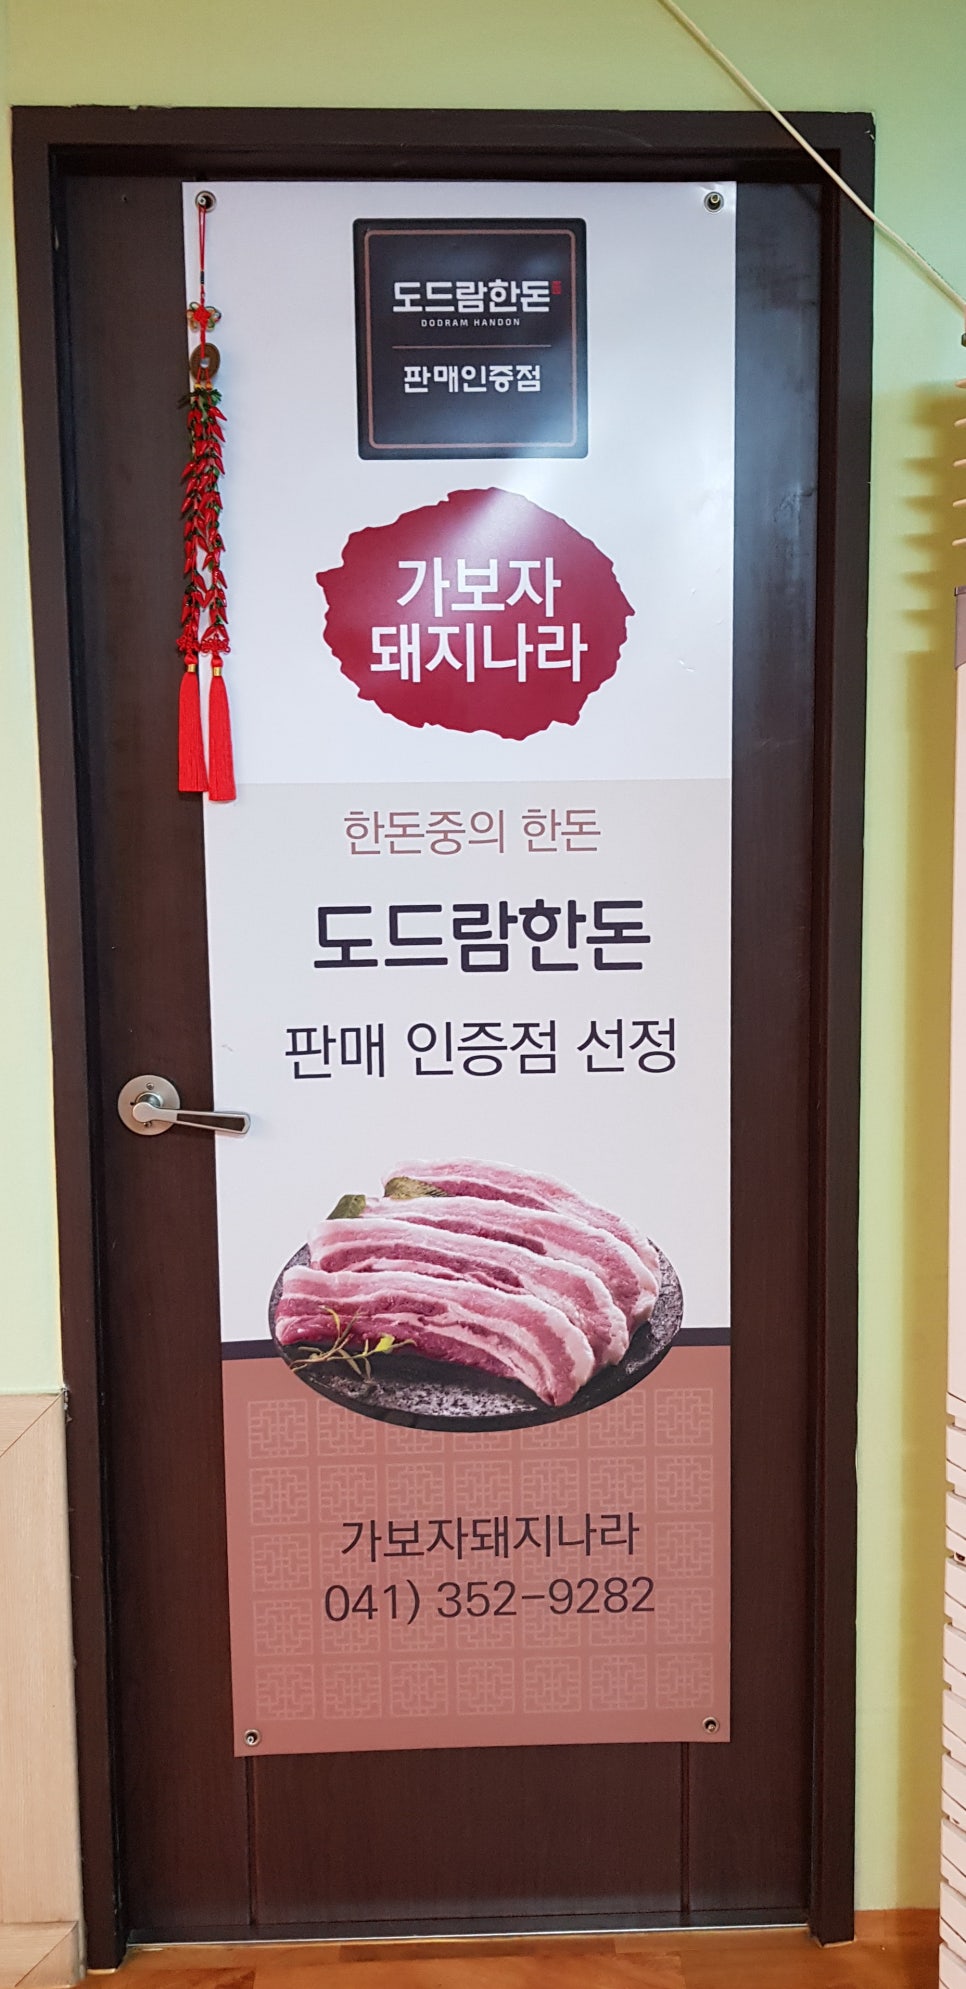 도드람한돈
DODRAM HANDON
판매인증점
가보자
돼지나라
한돈중의 한돈
도드람한돈
판매 인증점 선정
가보자돼지나라
041) 352-9282